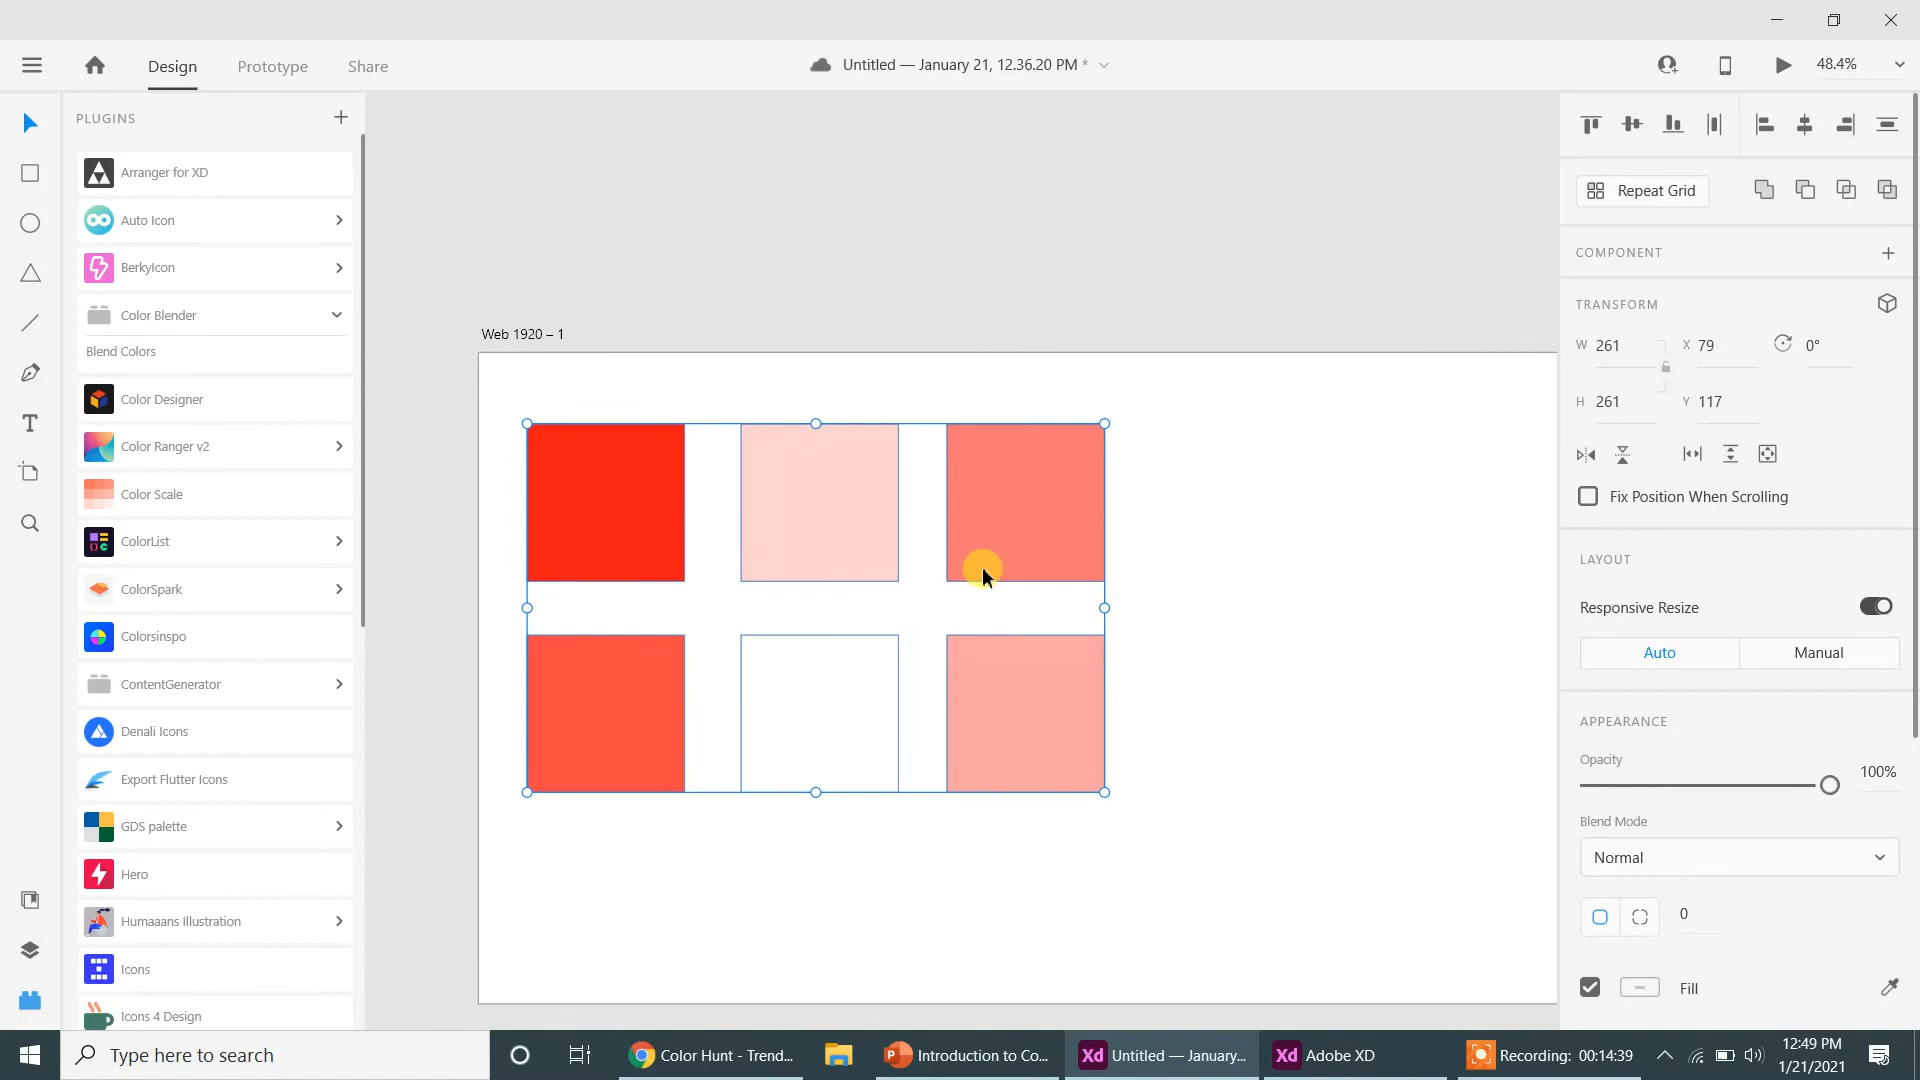 Design
Prototype
Share
Untitled — January 21, 12.36.20 PM *
48.4%
PLUGINS
Arranger for XD
Auto Icon
BerkyIcon
Color Blender
Blend Colors
Color Designer
Color Ranger v2
Color Scale
ColorList
ColorSpark
Colorsinspo
ContentGenerator
Denali Icons
Export Flutter Icons
GDS palette
Hero
Humaaans Illustration
Icons
Icons 4 Design
Web 1920 – 1
Repeat Grid
COMPONENT
TRANSFORM
W 261 X 79 0°
H 261 Y 117
Fix Position When Scrolling
LAYOUT
Responsive Resize
Auto Manual
APPEARANCE
Opacity
100%
Blend Mode
Normal
0
Fill
Type here to search
Color Hunt - Trend...
P
Introduction to Co...
Xd
Untitled — January...
Xd
Adobe XD
Recording: 00:14:39
12:49 PM
1/21/2021